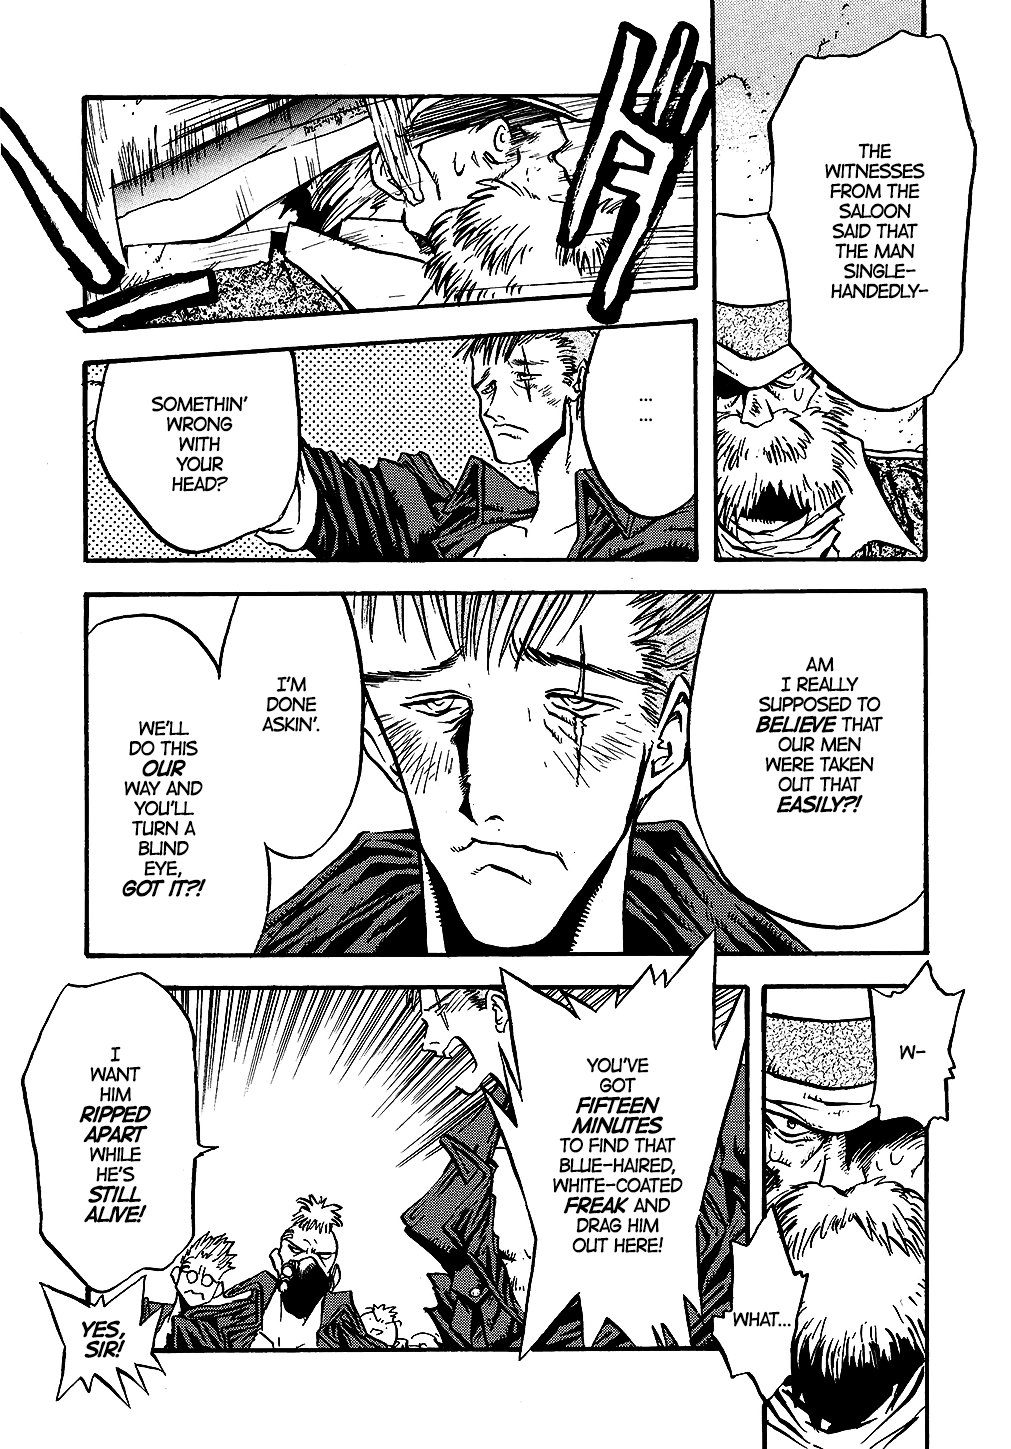 THE
WITNESSES
FROM THE
SALOON
SAID THAT
THE MAN
SINGLE-
HANDEDLY-
...
...
SOMETHIN'
WRONG
WITH
YOUR
HEAD?
AM
I REALLY
SUPPOSED TO
BELIEVE THAT
OUR MEN
WERE TAKEN
OUT THAT
EASILY?!
I'M
DONE
ASKIN'.
WE'LL
DO THIS
OUR
WAY AND
YOU'LL
TURN A
BLIND
EYE,
GOT IT?!
W-
WHAT...
YOU'VE
GOT
FIFTEEN
MINUTES
TO FIND THAT
BLUE-HAIRED,
WHITE-COATED
FREAK AND
DRAG HIM
OUT HERE!
I
WANT
HIM
RIPPED
APART
WHILE
HE'S
STILL
ALIVE!
YES,
SIR!